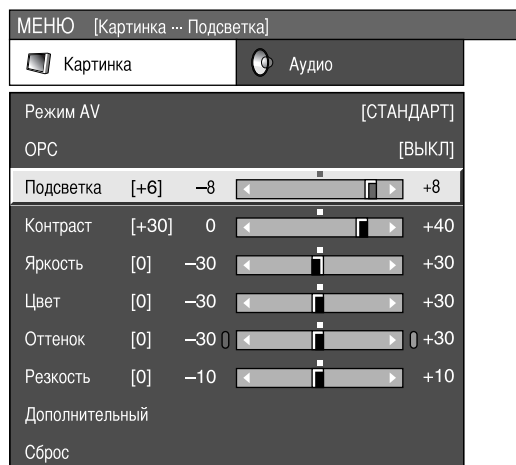 МЕНЮ [Картинка ··· Подсветка]
Картинка Аудио
Режим AV [СТАНДАРТ]
OPC [ВЫКЛ]
Подсветка [+6] –8 +8
Контраст [+30] 0 +40
Яркость [0] –30 +30
Цвет [0] –30 +30
Оттенок [0] –30 +30
Резкость [0] –10 +10
Дополнительный
Сброс